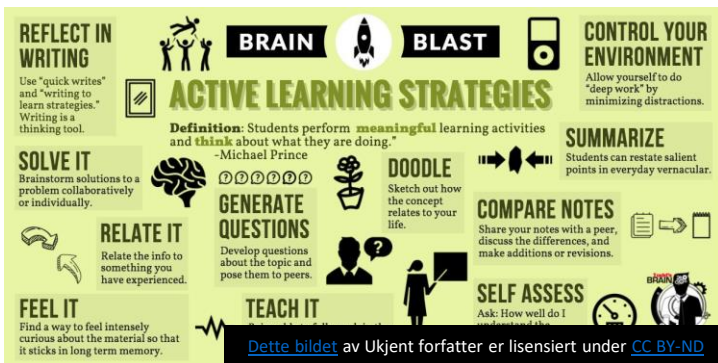 BRAIN BLAST
ACTIVE LEARNING STRATEGIES
Definition: Students perform meaningful learning activities
and think about what they are doing."
-Michael Prince
REFLECT IN
WRITING
Use "quick writes"
and "writing to
learn strategies."
Writing is a
thinking tool.
CONTROL YOUR
ENVIRONMENT
Allow yourself to do
"deep work" by
minimizing distractions.
SOLVE IT
Brainstorm solutions to a
problem collaboratively
or individually.
GENERATE
QUESTIONS
Develop questions
about the topic and
pose them to peers.
DOODLE
Sketch out how
the concept
relates to your
life.
SUMMARIZE
Students can restate salient
points in everyday vernacular.
RELATE IT
Relate the info to
something you
have experienced.
COMPARE NOTES
Share your notes with a peer,
discuss the differences, and
make additions or revisions.
FEEL IT
Find a way to feel intensely
curious about the material so that
it sticks in long term memory.
TEACH IT
SELF ASSESS
Ask: How well do I
BRAIN
Dette bildet av Ukjent forfatter er lisensiert under CC BY-ND